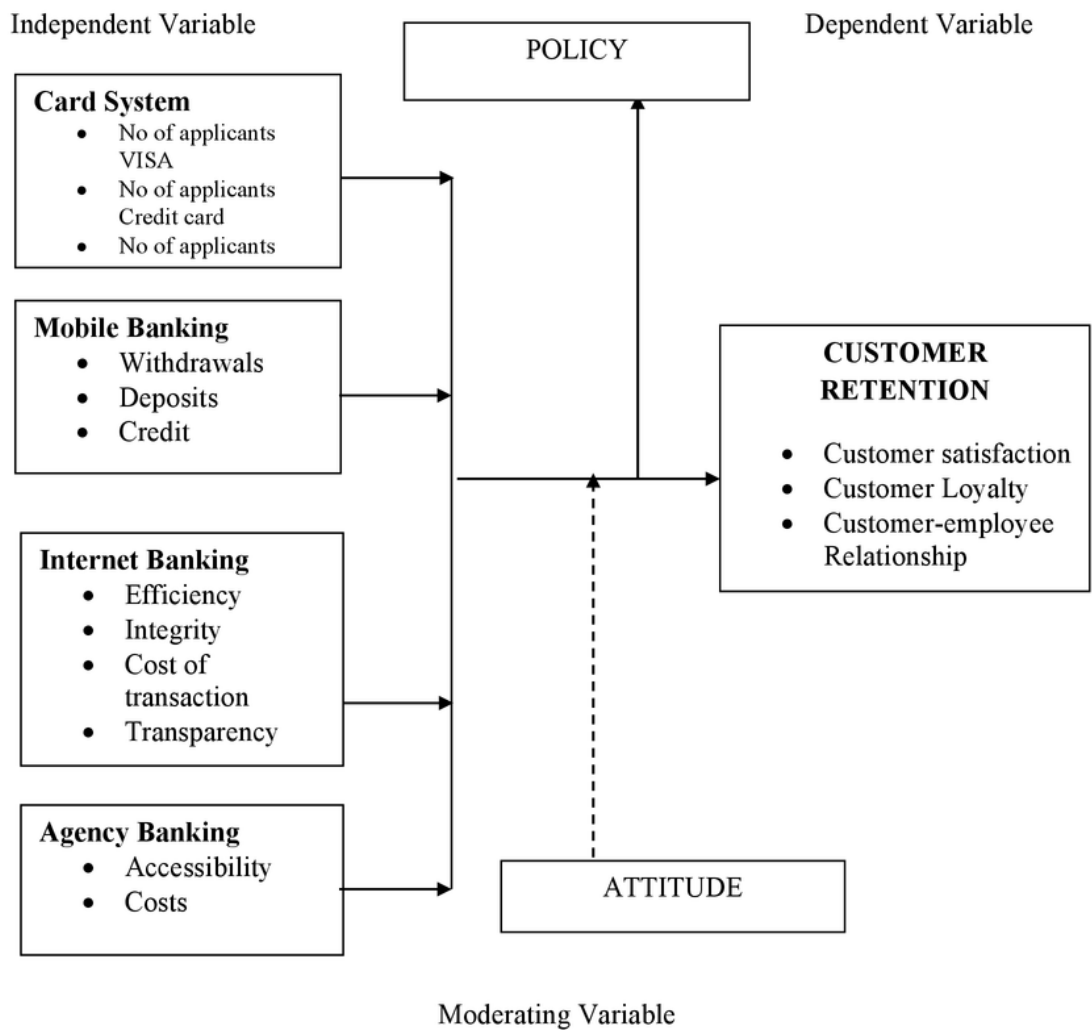 Independent Variable
POLICY
Dependent Variable
Card System
• No of applicants
VISA
• No of applicants
Credit card
• No of applicants
Mobile Banking
• Withdrawals
• Deposits
• Credit
Internet Banking
• Efficiency
• Integrity
• Cost of
transaction
• Transparency
Agency Banking
• Accessibility
• Costs
CUSTOMER
RETENTION
• Customer satisfaction
• Customer Loyalty
• Customer-employee
Relationship
ATTITUDE
Moderating Variable